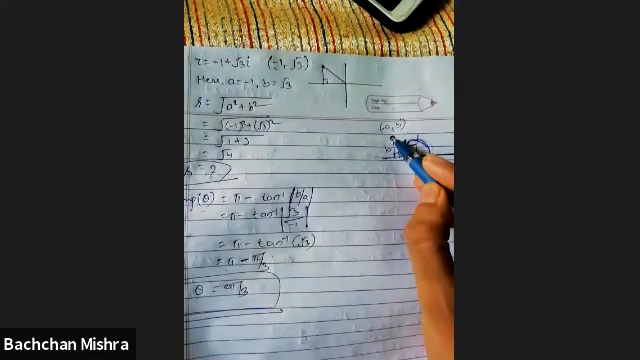 z = -1 + √3 i (-1, √3)
Here, a = -1, b = √3
r = √a² + b²
= √(-1)² + (√3)²
= √1 + 3
= √4
r = 2
amp(θ) = π - tan⁻¹ |b/a|
= π - tan⁻¹ |√3/-1|
= π - tan⁻¹ (√3)
= π - π/3
θ = 2π/3
b
Bachchan Mishra